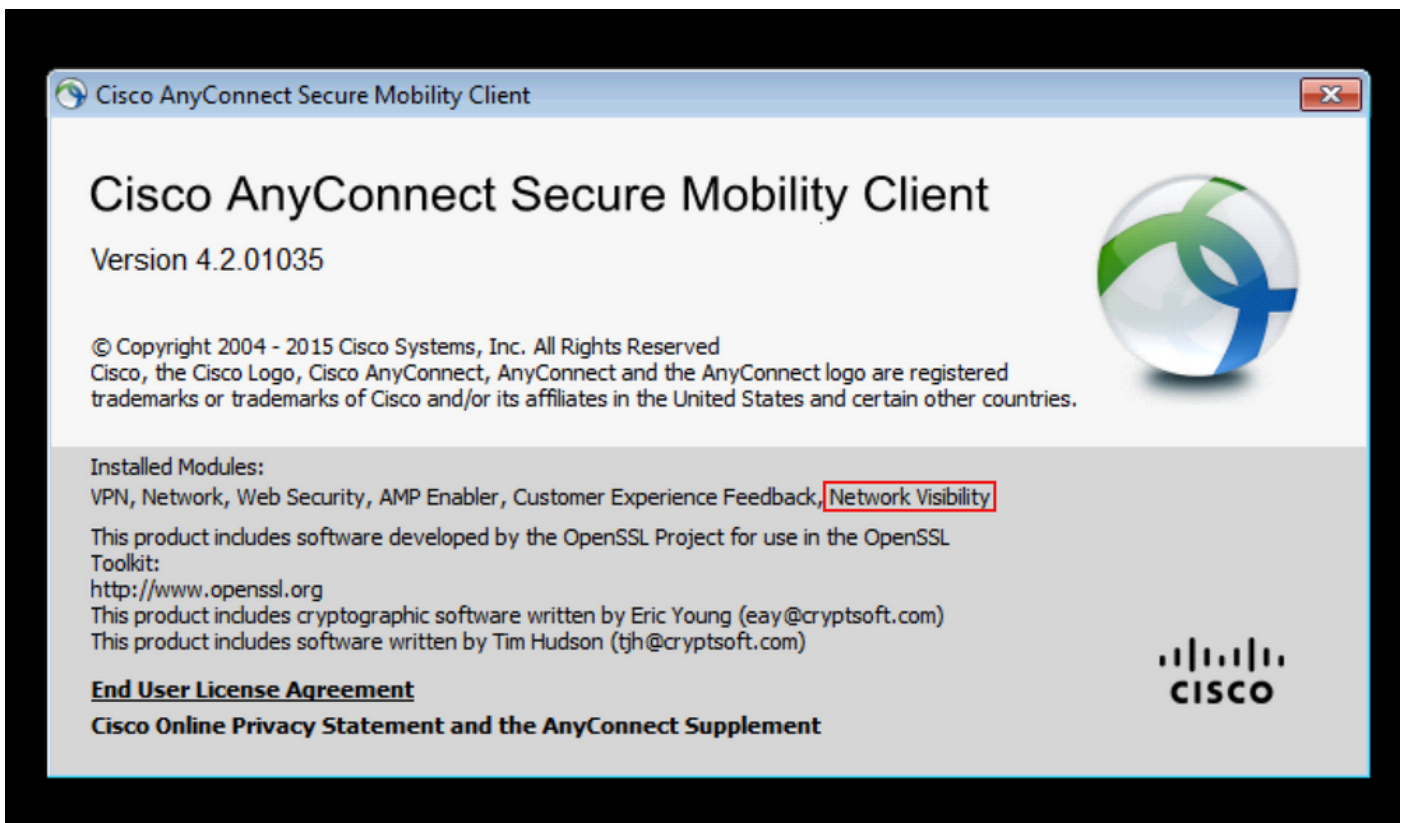 Cisco AnyConnect Secure Mobility Client
Cisco AnyConnect Secure Mobility Client
Version 4.2.01035
© Copyright 2004 - 2015 Cisco Systems, Inc. All Rights Reserved
Cisco, the Cisco Logo, Cisco AnyConnect, AnyConnect and the AnyConnect logo are registered
trademarks or trademarks of Cisco and/or its affiliates in the United States and certain other countries.
Installed Modules:
VPN, Network, Web Security, AMP Enabler, Customer Experience Feedback, Network Visibility
This product includes software developed by the OpenSSL Project for use in the OpenSSL
Toolkit:
http://www.openssl.org
This product includes cryptographic software written by Eric Young (eay@cryptsoft.com)
This product includes software written by Tim Hudson (tjh@cryptsoft.com)
End User License Agreement
Cisco Online Privacy Statement and the AnyConnect Supplement
CISCO